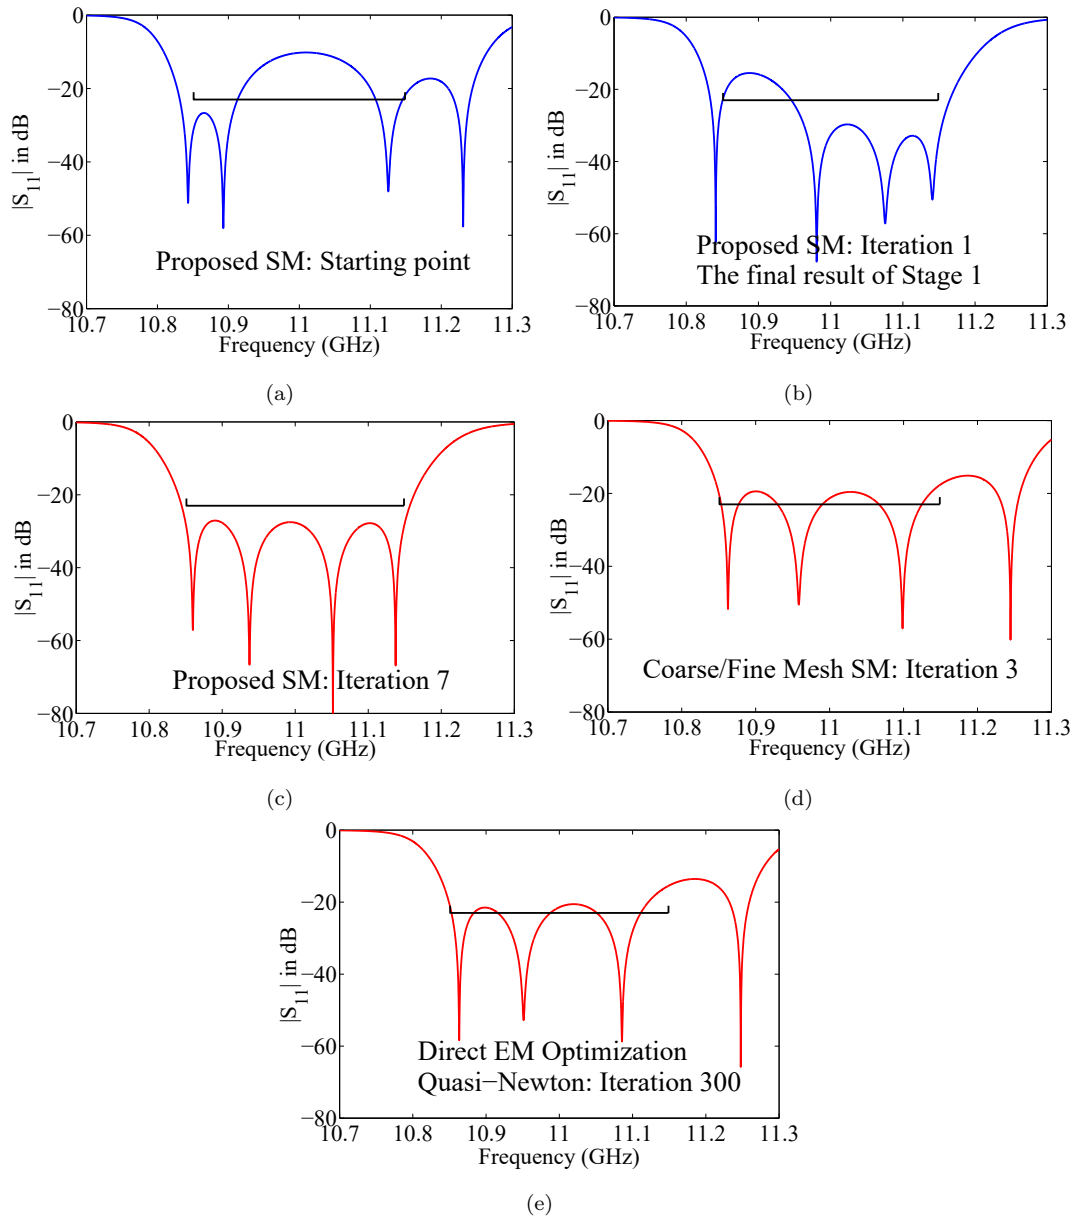 0
−20
−40
−60
−80
|S11| in dB
10.7 10.8 10.9 11 11.1 11.2 11.3
Frequency (GHz)
Proposed SM: Starting point
(a)
0
−20
−40
−60
−80
|S11| in dB
10.7 10.8 10.9 11 11.1 11.2 11.3
Frequency (GHz)
Proposed SM: Iteration 1
The final result of Stage 1
(b)
0
−20
−40
−60
−80
|S11| in dB
10.7 10.8 10.9 11 11.1 11.2 11.3
Frequency (GHz)
Proposed SM: Iteration 7
(c)
0
−20
−40
−60
−80
|S11| in dB
10.7 10.8 10.9 11 11.1 11.2 11.3
Frequency (GHz)
Coarse/Fine Mesh SM: Iteration 3
(d)
0
−20
−40
−60
−80
|S11| in dB
10.7 10.8 10.9 11 11.1 11.2 11.3
Frequency (GHz)
Direct EM Optimization
Quasi−Newton: Iteration 300
(e)